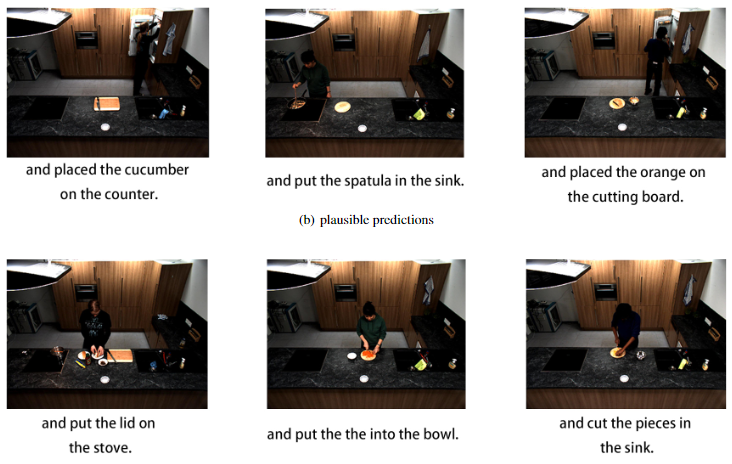 and placed the cucumber
on the counter.
and put the spatula in the sink.
and placed the orange on
the cutting board.
(b) plausible predictions
and put the lid on
the stove.
and put the the into the bowl.
and cut the pieces in
the sink.